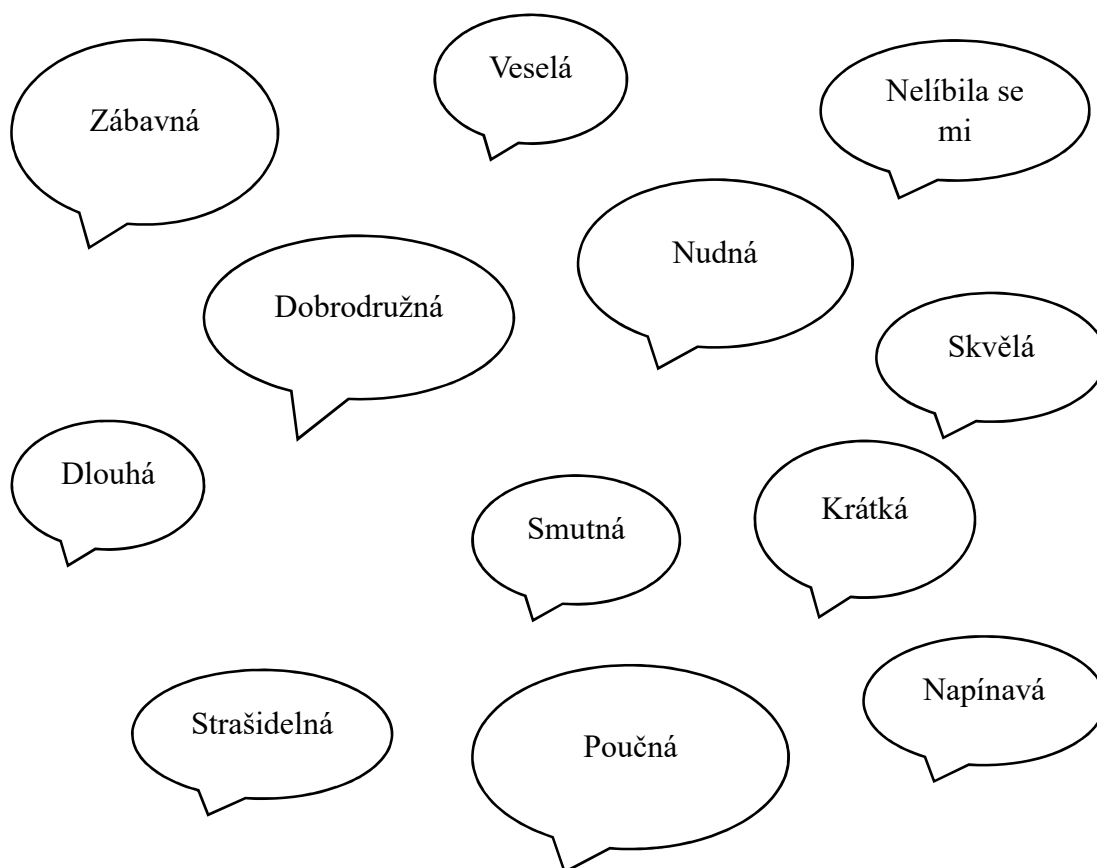 Veselá
Nelíbila se
mi
Zábavná
Nudná
Dobrodružná
Skvělá
Dlouhá
Krátká
Smutná
Napínavá
Strašidelná
Poučná